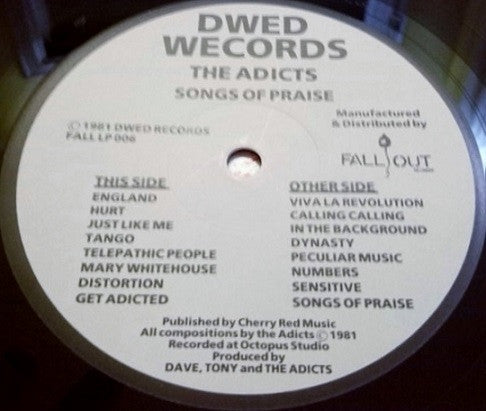 DWED
WECORDS
THE ADICTS
SONGS OF PRAISE
Manufactured
& Distributed by
FALL OUT
© 1981 DWED RECORDS
FALL LP 006
THIS SIDE
ENGLAND
HURT
JUST LIKE ME
TANGO
TELEPATHIC PEOPLE
MARY WHITEHOUSE
DISTORTION
GET ADICTED
OTHER SIDE
VIVA LA REVOLUTION
CALLING CALLING
IN THE BACKGROUND
DYNASTY
PECULIAR MUSIC
NUMBERS
SENSITIVE
SONGS OF PRAISE
Published by Cherry Red Music
All compositions by the Adicts © 1981
Recorded at Octopus Studio
Produced by
DAVE, TONY and THE ADICTS